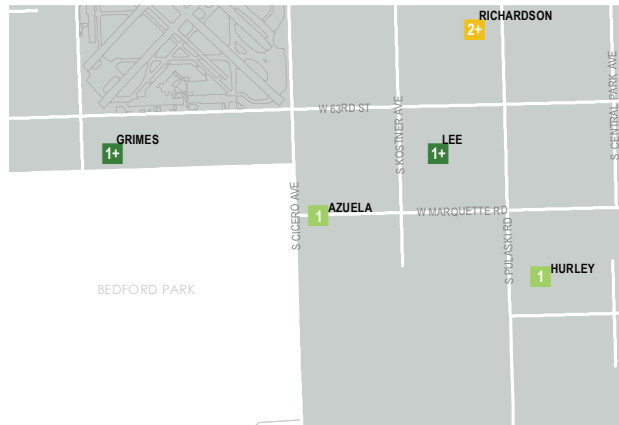 RICHARDSON
2+
S CENTRAL PARK AVE
W 63RD ST
S KOSTNER AVE
GRIMES
1+
LEE
1+
S CICERO AVE
AZUELA
1
W MARQUETTE RD
S PULASKI RD
HURLEY
1
BEDFORD PARK